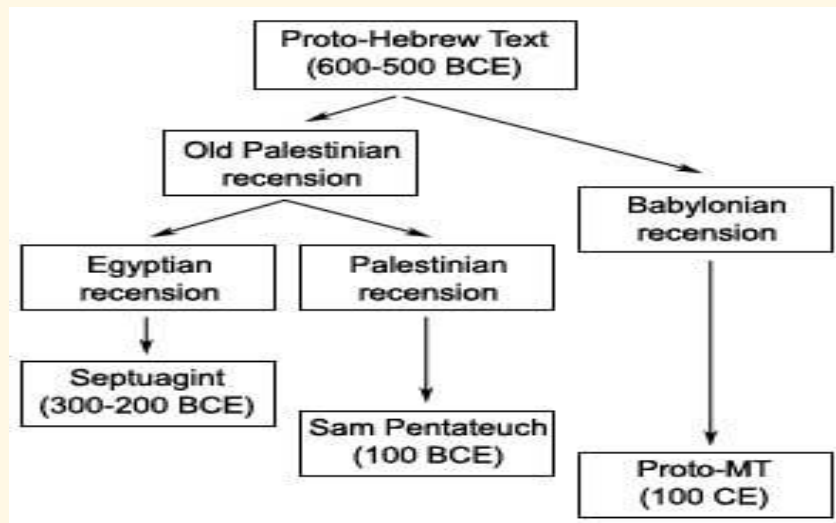 Proto-Hebrew Text
(600-500 BCE)
Old Palestinian
recension
Babylonian
recension
Egyptian
recension
Palestinian
recension
Septuagint
(300-200 BCE)
Sam Pentateuch
(100 BCE)
Proto-MT
(100 CE)